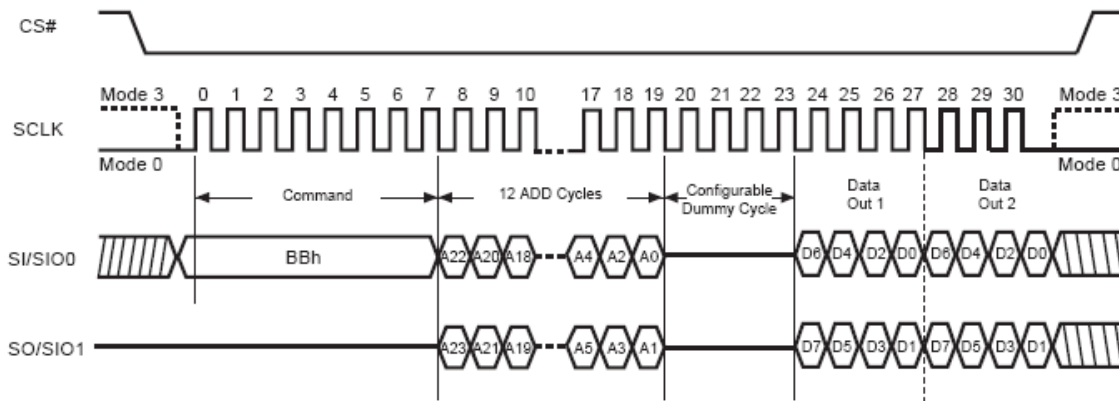 CS#
Mode 3 0 1 2 3 4 5 6 7 8 9 10 17 18 19 20 21 22 23 24 25 26 27 28 29 30 Mode 3
SCLK
Mode 0 Mode 0
Command 12 ADD Cycles Configurable Dummy Cycle Data Out 1 Data Out 2
SI/SIO0 BBh A22 A20 A18 A4 A2 A0 D6 D4 D2 D0 D6 D4 D2 D0
SO/SIO1 A23 A21 A19 A5 A3 A1 D7 D5 D3 D1 D7 D5 D3 D1